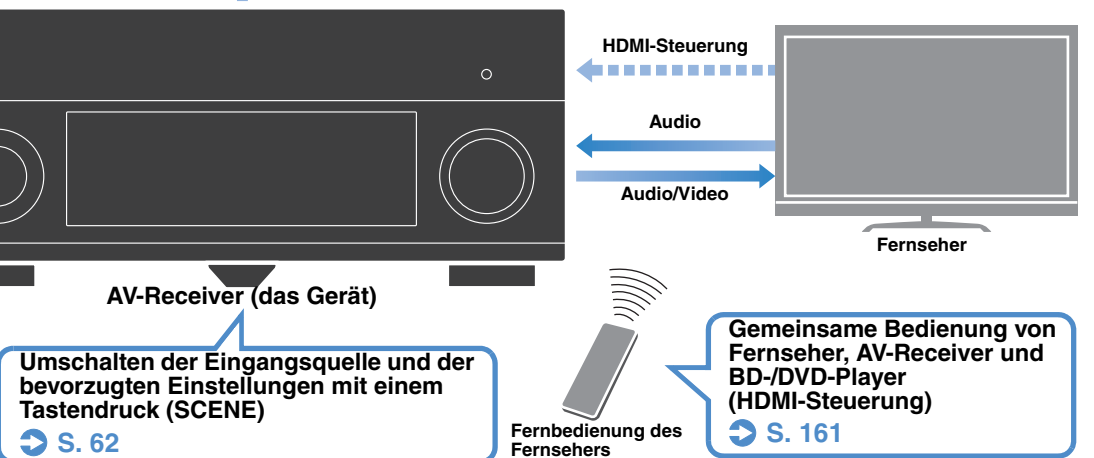 HDMI-Steuerung
Audio
Audio/Video
Fernseher
AV-Receiver (das Gerät)
Umschalten der Eingangsquelle und der
bevorzugten Einstellungen mit einem
Tastendruck (SCENE)
S. 62
Fernbedienung des
Fernsehers
Gemeinsame Bedienung von
Fernseher, AV-Receiver und
BD-/DVD-Player
(HDMI-Steuerung)
S. 161